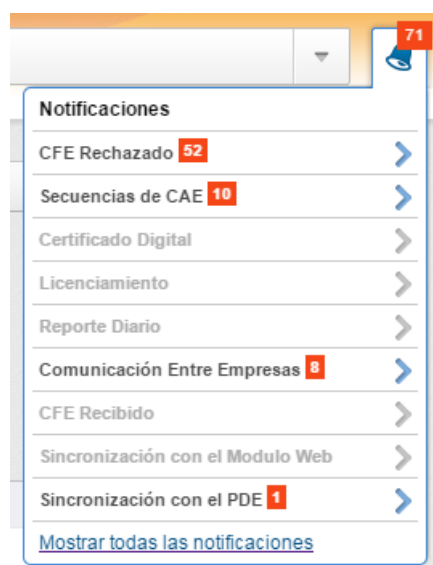 71
Notificaciones
CFE Rechazado 52
Secuencias de CAE 10
Certificado Digital
Licenciamiento
Reporte Diario
Comunicación Entre Empresas 8
CFE Recibido
Sincronización con el Modulo Web
Sincronización con el PDE 1
Mostrar todas las notificaciones